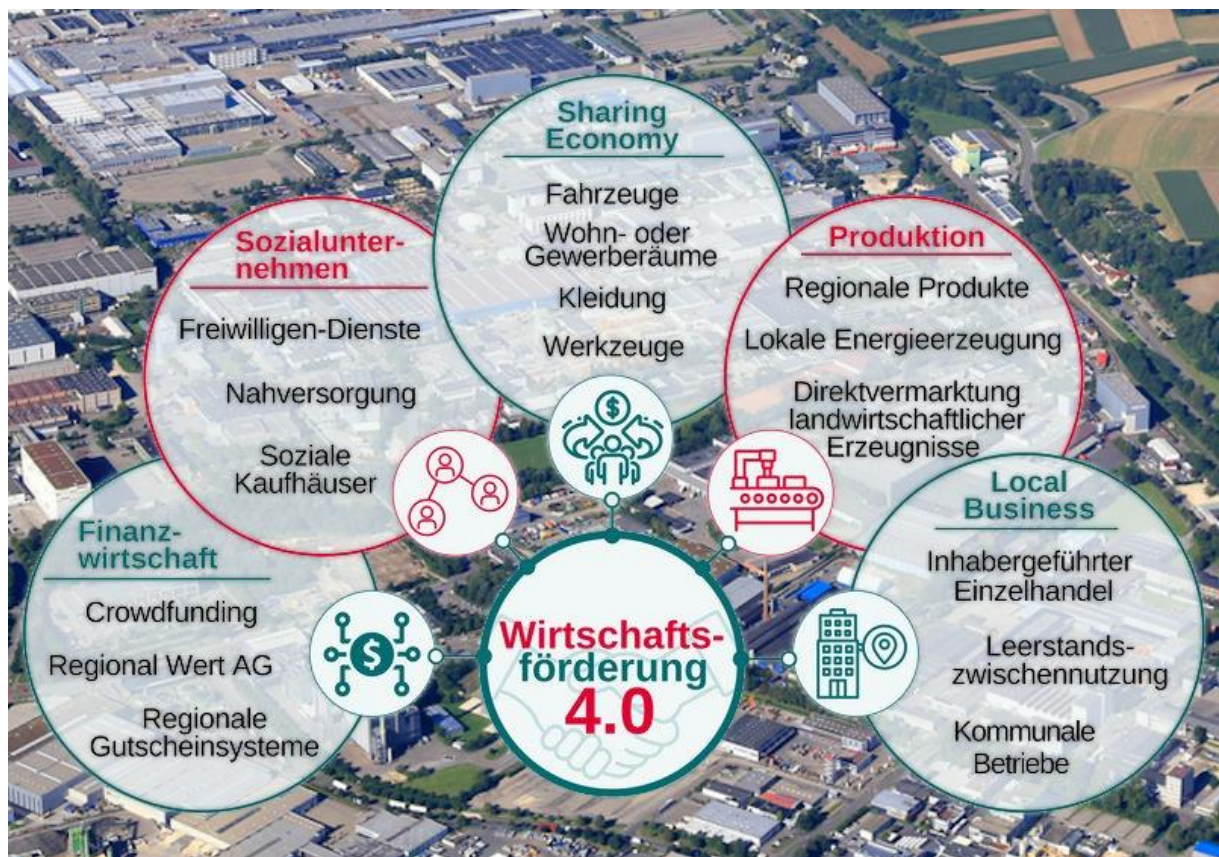 Sharing
Economy
Fahrzeuge
Wohn- oder
Gewerberäume
Kleidung
Werkzeuge
Sozialunter-
nehmen
Freiwilligen-Dienste
Nahversorgung
Soziale
Kaufhäuser
Produktion
Regionale Produkte
Lokale Energieerzeugung
Direktvermarktung
landwirtschaftlicher
Erzeugnisse
Finanz-
wirtschaft
Crowdfunding
Regional Wert AG
Regionale
Gutscheinsysteme
Local
Business
Inhabergeführter
Einzelhandel
Leerstands-
zwischennutzung
Kommunale
Betriebe
Wirtschafts-
förderung
4.0
$
$